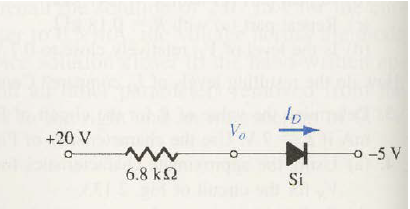 I_D
V_o
+20 V
-5 V
6.8 kΩ
Si